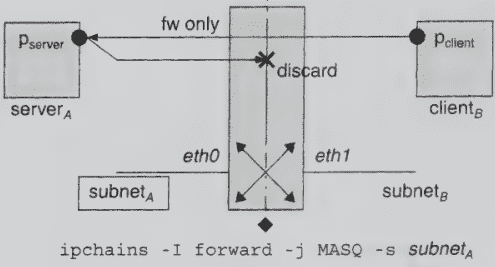 fw only
Pserver
Pclient
discard
serverA
clientB
eth0
eth1
subnetA
subnetB
ipchains -I forward -j MASQ -s subnetA